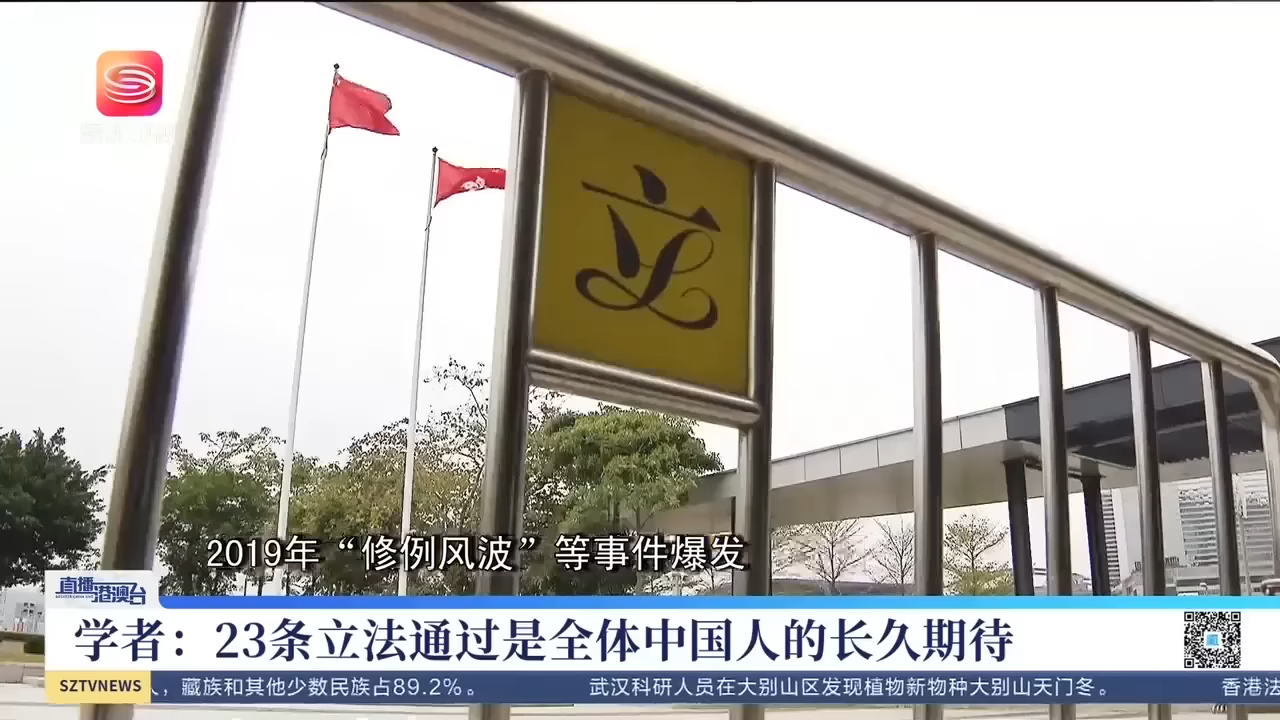 立
2019年“修例风波”等事件爆发
直播港澳台
学者：23条立法通过是全体中国人的长久期待
SZTVNEWS
人，藏族和其他少数民族占89.2%。 武汉科研人员在大别山区发现植物新物种大别山天门冬。 香港法